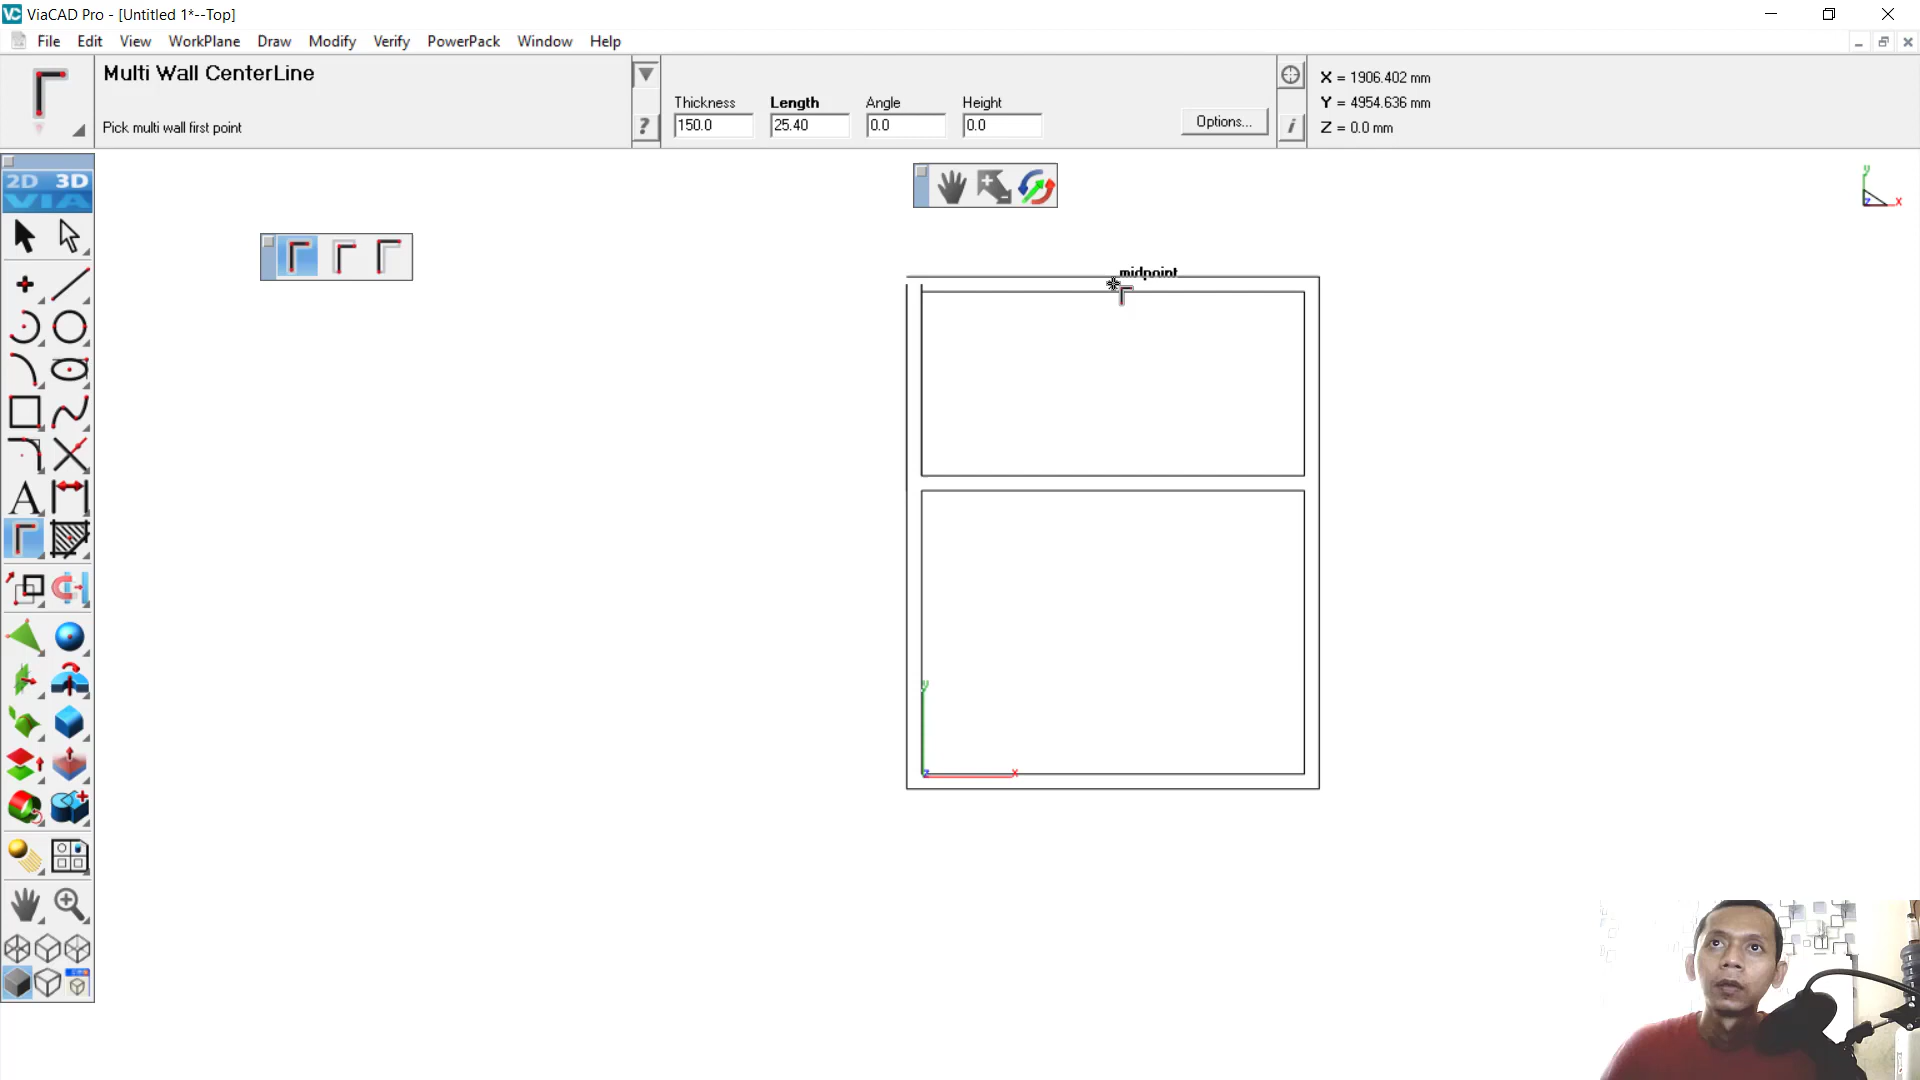 ViaCAD Pro - [Untitled 1*--Top]
File Edit View WorkPlane Draw Modify Verify PowerPack Window Help
Multi Wall CenterLine
Pick multi wall first point
Thickness Length Angle Height
150.0 25.40 0.0 0.0
Options...
X = 1906.402 mm
Y = 4954.636 mm
Z = 0.0 mm
2D 3D
VIA
midpoint
y
x
z
y
z
x